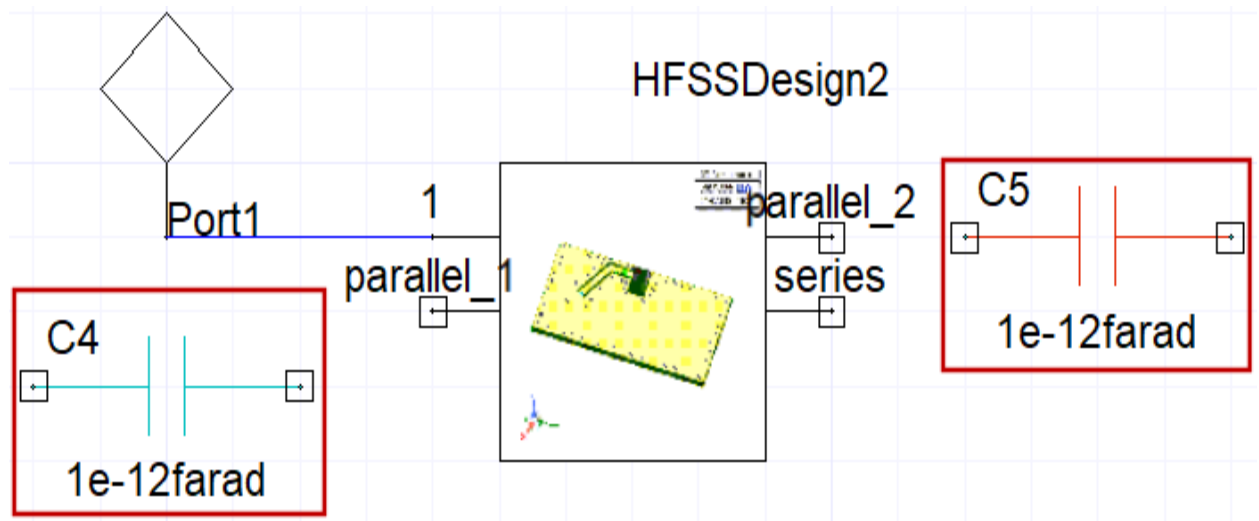 HFSSDesign2
Port1
1
parallel_2
C5
parallel_1
series
C4
1e-12farad
1e-12farad